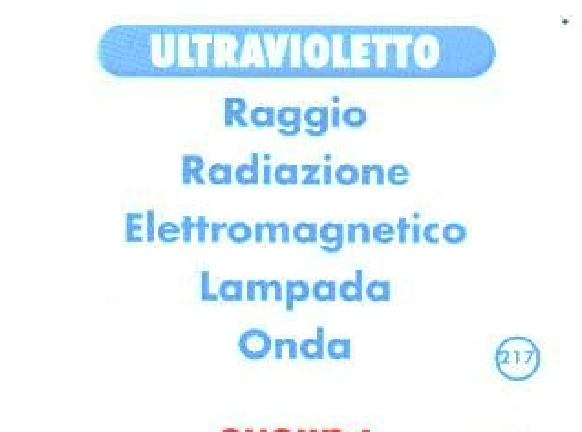 ULTRAVIOLETTO
Raggio
Radiazione
Elettromagnetico
Lampada
Onda
217